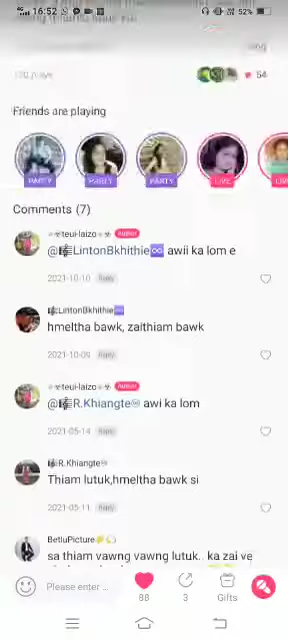 16:52
52%
54
Friends are playing
PARTY
PARTY
PARTY
LIVE
LIVE
Comments (7)
teui-laizo Author
@LintonBkhithie awii ka lom e
2021-10-10 Reply
LintonBkhithie
hmeltha bawk, zaithiam bawk
2021-10-09 Reply
teui-laizo Author
@R.Khiangte awi ka lom
2021-05-14 Reply
R.Khiangte
Thiam lutuk,hmeltha bawk si
2021-05-11 Reply
BetluPicture
sa thiam vawng vawng lutuk.. ka zai ve
Please enter ...
88
3
Gifts